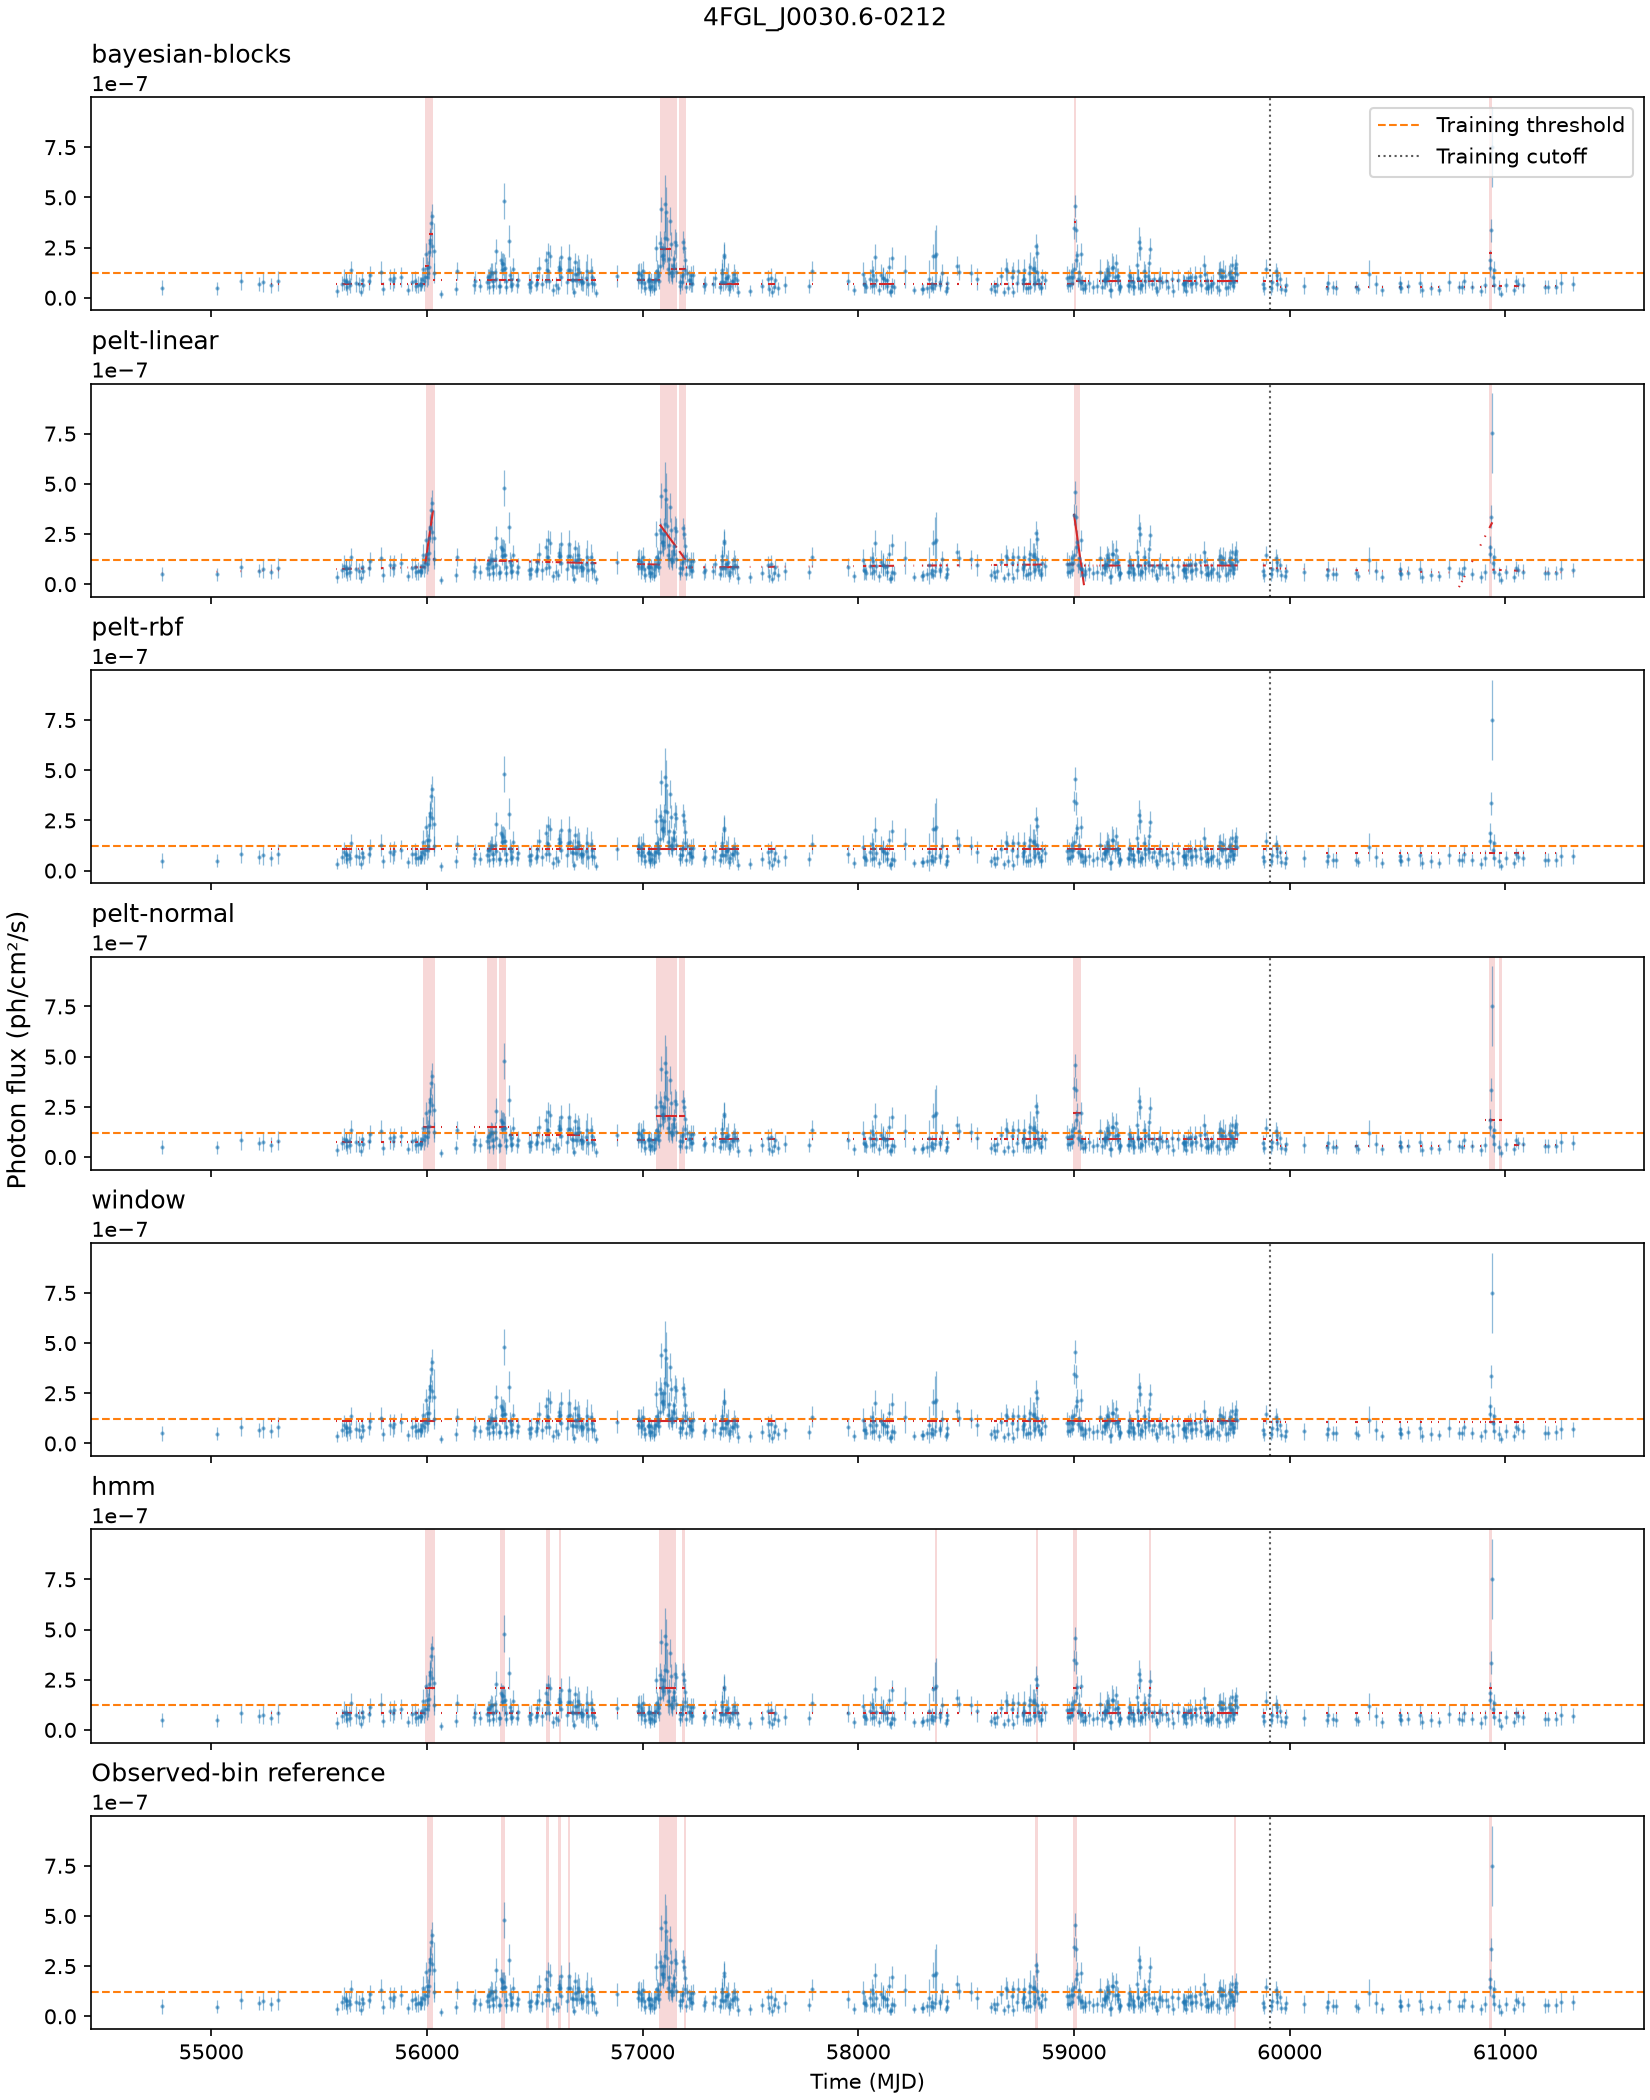 4FGL_J0030.6-0212
bayesian-blocks
1e−7
7.5
5.0
2.5
0.0
Training threshold
Training cutoff
pelt-linear
1e−7
7.5
5.0
2.5
0.0
pelt-rbf
1e−7
7.5
5.0
2.5
0.0
pelt-normal
1e−7
7.5
5.0
2.5
0.0
Photon flux (ph/cm²/s)
window
1e−7
7.5
5.0
2.5
0.0
hmm
1e−7
7.5
5.0
2.5
0.0
Observed-bin reference
1e−7
7.5
5.0
2.5
0.0
55000 56000 57000 58000 59000 60000 61000
Time (MJD)